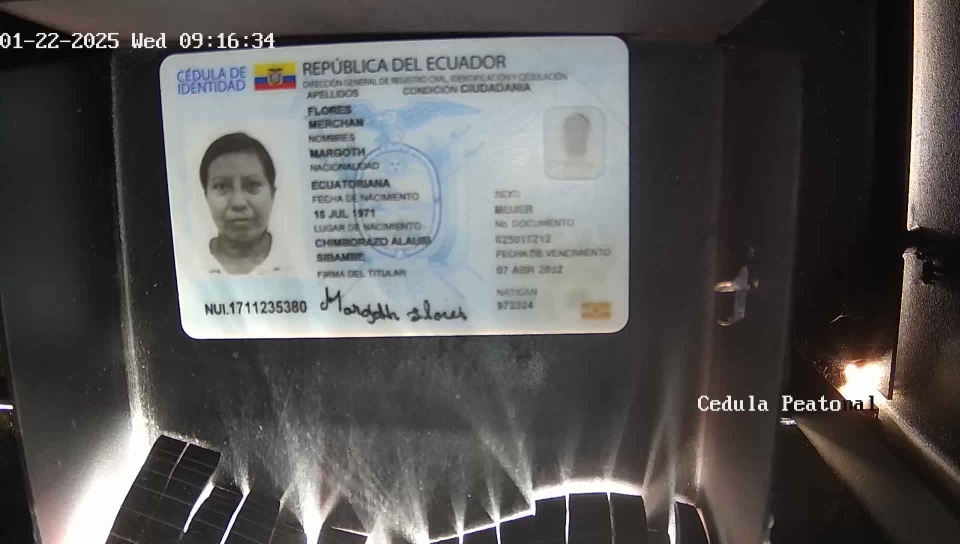 01-22-2025 Wed 09:16:34
CÉDULA DE
IDENTIDAD
REPÚBLICA DEL ECUADOR
DIRECCIÓN GENERAL DE REGISTRO CIVIL, IDENTIFICACIÓN Y CEDULACIÓN
APELLIDOS
CONDICIÓN CIUDADANIA
FLORES
MERCHAN
NOMBRES
MARGOTH
NACIONALIDAD
ECUATORIANA
FECHA DE NACIMIENTO
JUL 1971
LUGAR DE NACIMIENTO
CHIMBORAZO ALAUSI
SIBAMBE
FIRMA DEL TITULAR
SEXO
MUJER
No. DOCUMENTO
FECHA DE VENCIMIENTO
07 ABR 2032
NAT/CAN
NUI.1711235380
Margoth Flores
Cedula Peatonal